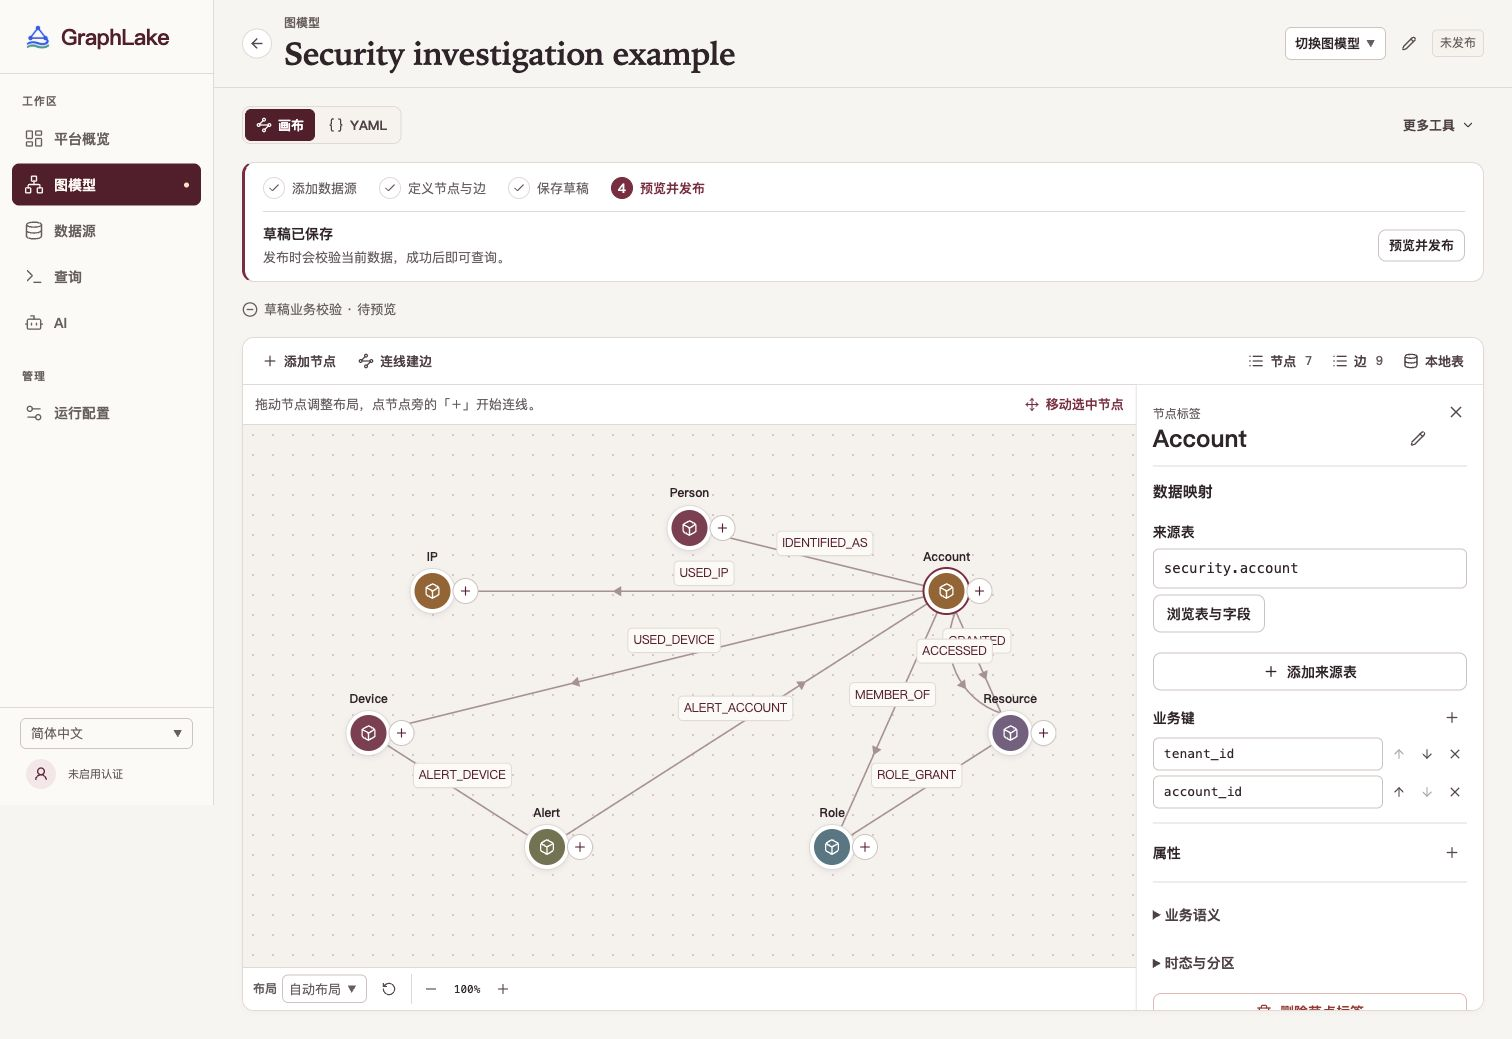 GraphLake
工作区
平台概览
图模型
数据源
查询
AI
管理
运行配置
简体中文
未启用认证
图模型
Security investigation example
切换图模型
未发布
画布
YAML
更多工具
添加数据源
定义节点与边
保存草稿
4 预览并发布
草稿已保存
发布时会校验当前数据，成功后即可查询。
预览并发布
草稿业务校验 · 待预览
添加节点
连线建边
节点 7
边 9
本地表
拖动节点调整布局，点节点旁的「+」开始连线。
移动选中节点
Person
IDENTIFIED_AS
IP
USED_IP
Account
USED_DEVICE
GRANTED
ACCESSED
Device
ALERT_ACCOUNT
MEMBER_OF
Resource
ALERT_DEVICE
ROLE_GRANT
Alert
Role
布局
自动布局
100%
节点标签
Account
数据映射
来源表
security.account
浏览表与字段
添加来源表
业务键
tenant_id
account_id
属性
业务语义
时态与分区
删除节点标签